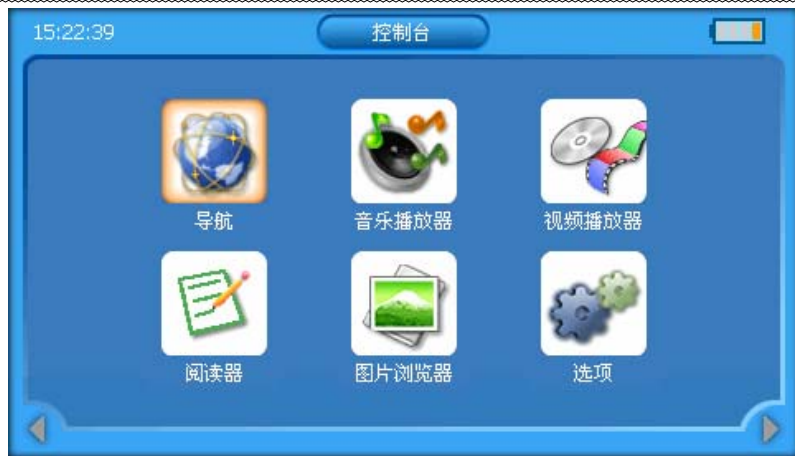 15:22:39
控制台
导航
音乐播放器
视频播放器
阅读器
图片浏览器
选项